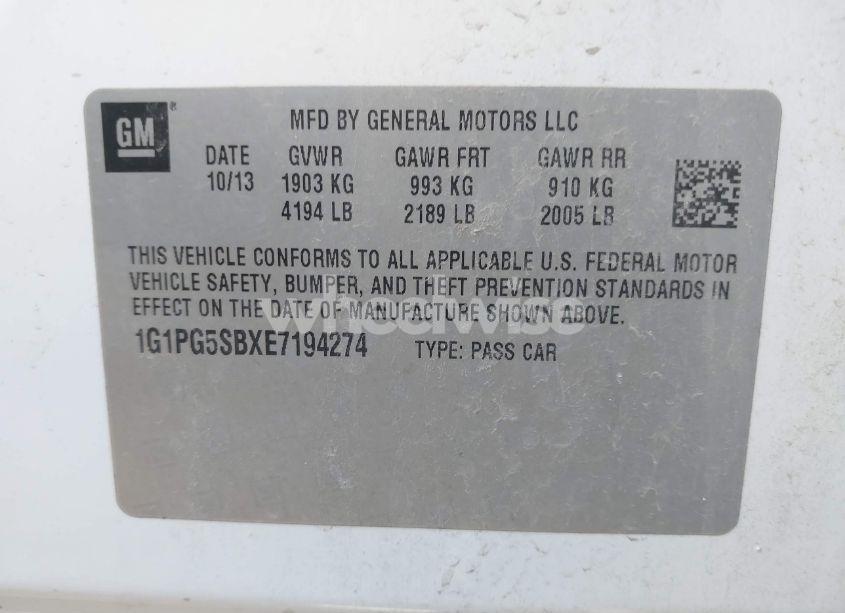 GM®
MFD BY GENERAL MOTORS LLC
DATE GVWR GAWR FRT GAWR RR
10/13 1903 KG 993 KG 910 KG
4194 LB 2189 LB 2005 LB
THIS VEHICLE CONFORMS TO ALL APPLICABLE U.S. FEDERAL MOTOR
VEHICLE SAFETY, BUMPER, AND THEFT PREVENTION STANDARDS IN
EFFECT ON THE DATE OF MANUFACTURE SHOWN ABOVE.
wheelwise
1G1PG5SBXE7194274 TYPE: PASS CAR